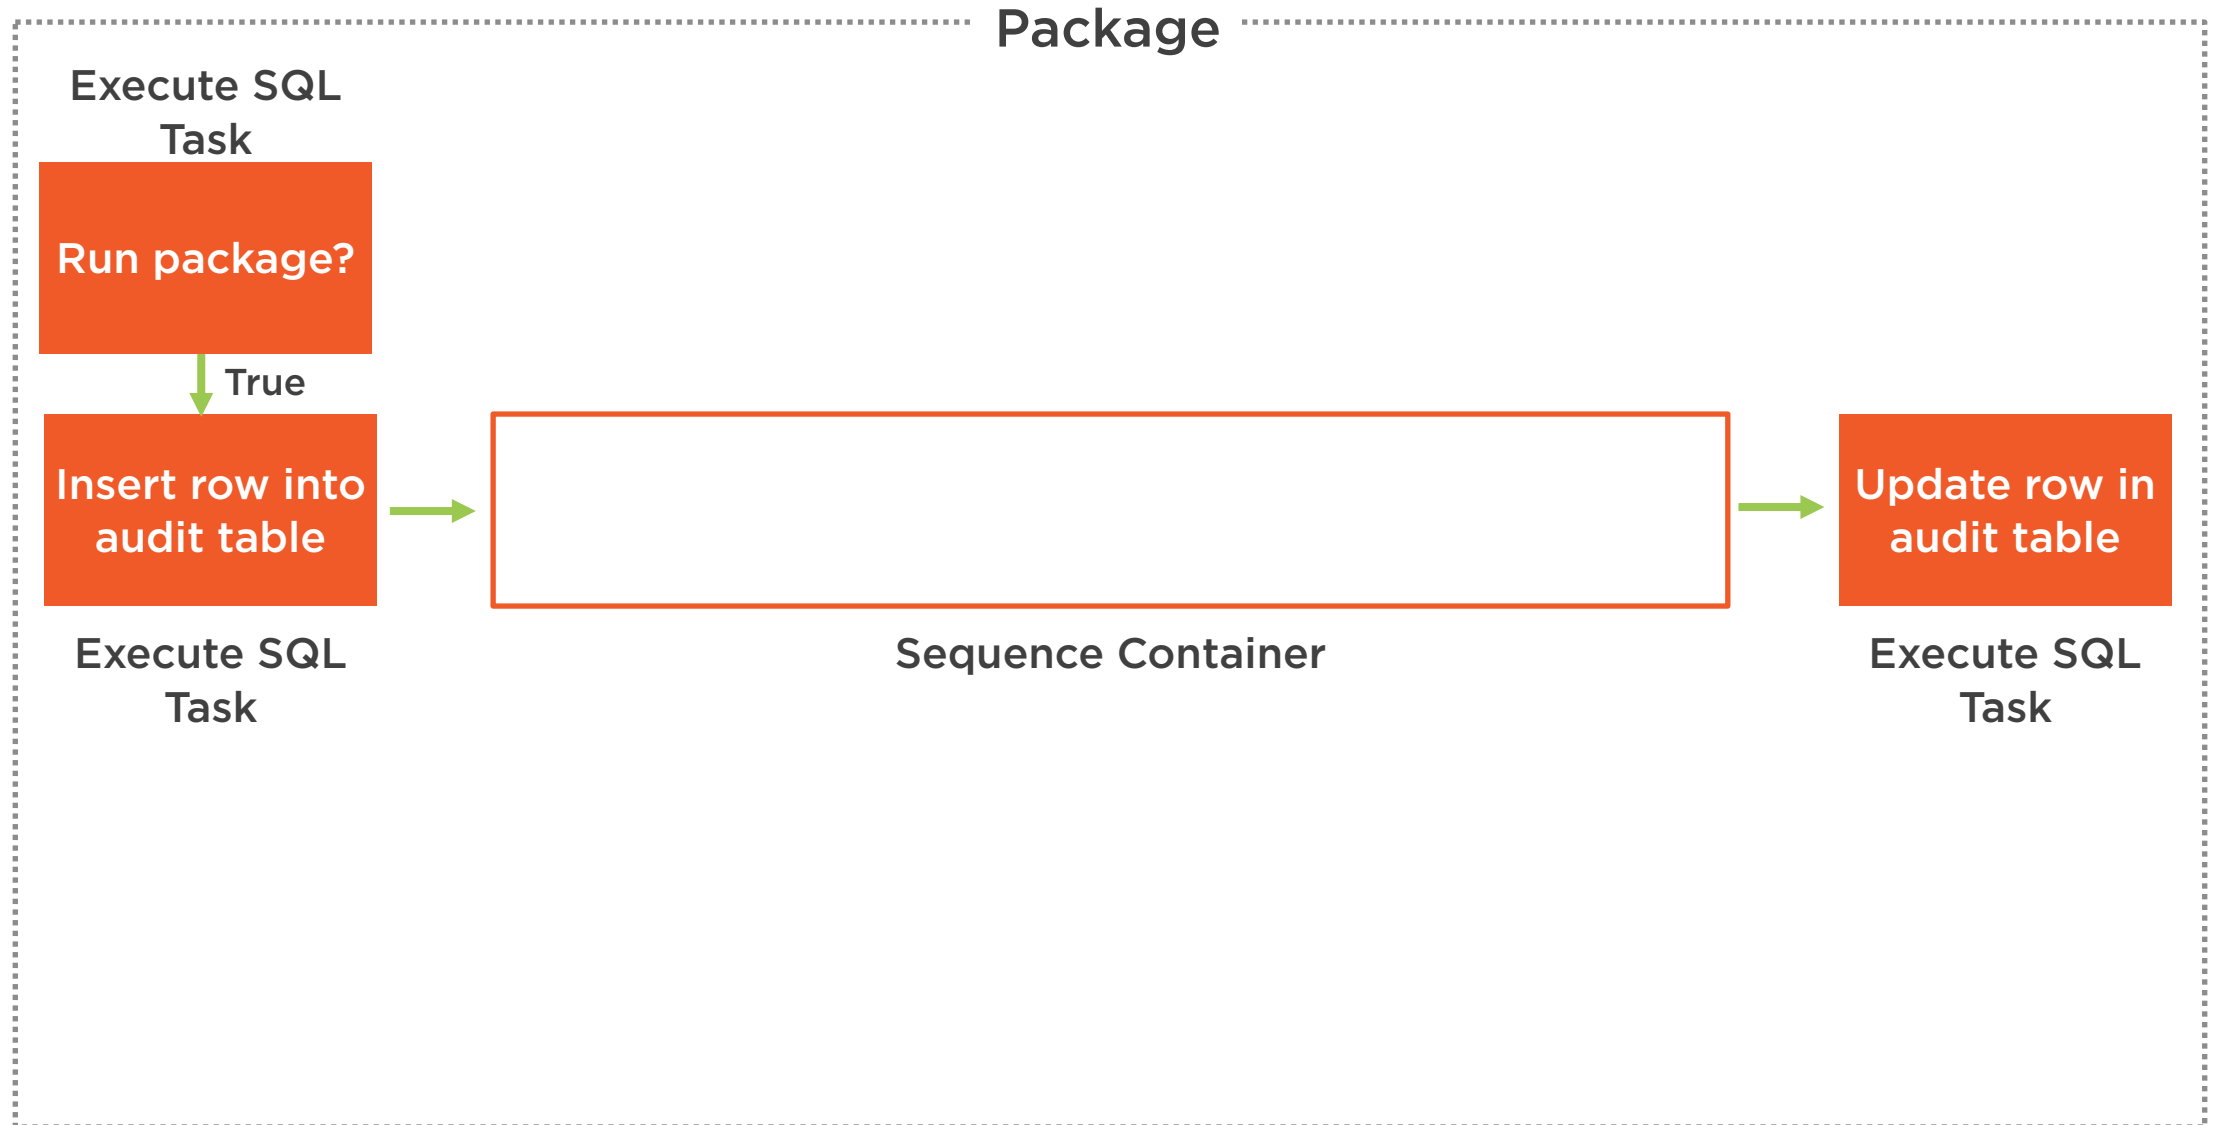 Package
Execute SQL
Task
Run package?
True
Insert row into
audit table
Execute SQL
Task
Sequence Container
Update row in
audit table
Execute SQL
Task